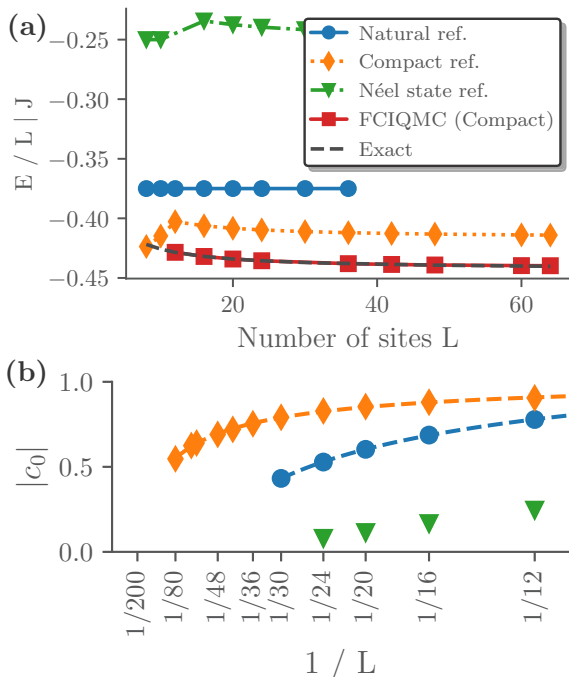 (a)
E / L | J
−0.25
−0.30
−0.35
−0.40
−0.45
Natural ref.
Compact ref.
Néel state ref.
FCIQMC (Compact)
Exact
20
40
60
Number of sites L
(b)
|c₀|
1.0
0.5
0.0
1/200
1/80
1/48
1/36
1/30
1/24
1/20
1/16
1/12
1 / L